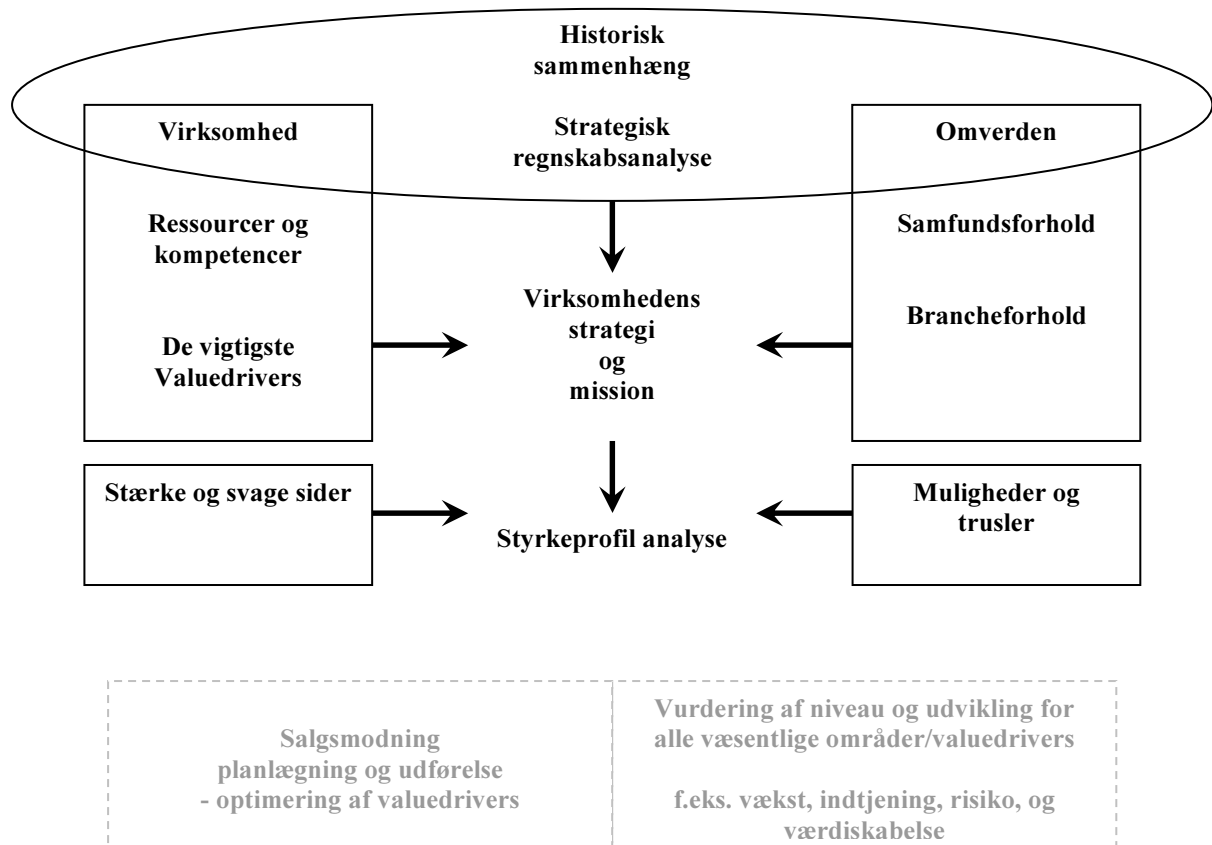 Historisk
sammenhæng
Virksomhed
Strategisk
regnskabsanalyse
Omverden
Ressourcer og
kompetencer
Samfundsforhold
De vigtigste
Valuedrivers
Virksomhedens
strategi
og
mission
Brancheforhold
Stærke og svage sider
Styrkeprofil analyse
Muligheder og
trusler
Salgsmodning
planlægning og udførelse
- optimering af valuedrivers
Vurdering af niveau og udvikling for
alle væsentlige områder/valuedrivers
f.eks. vækst, indtjening, risiko, og
værdiskabelse